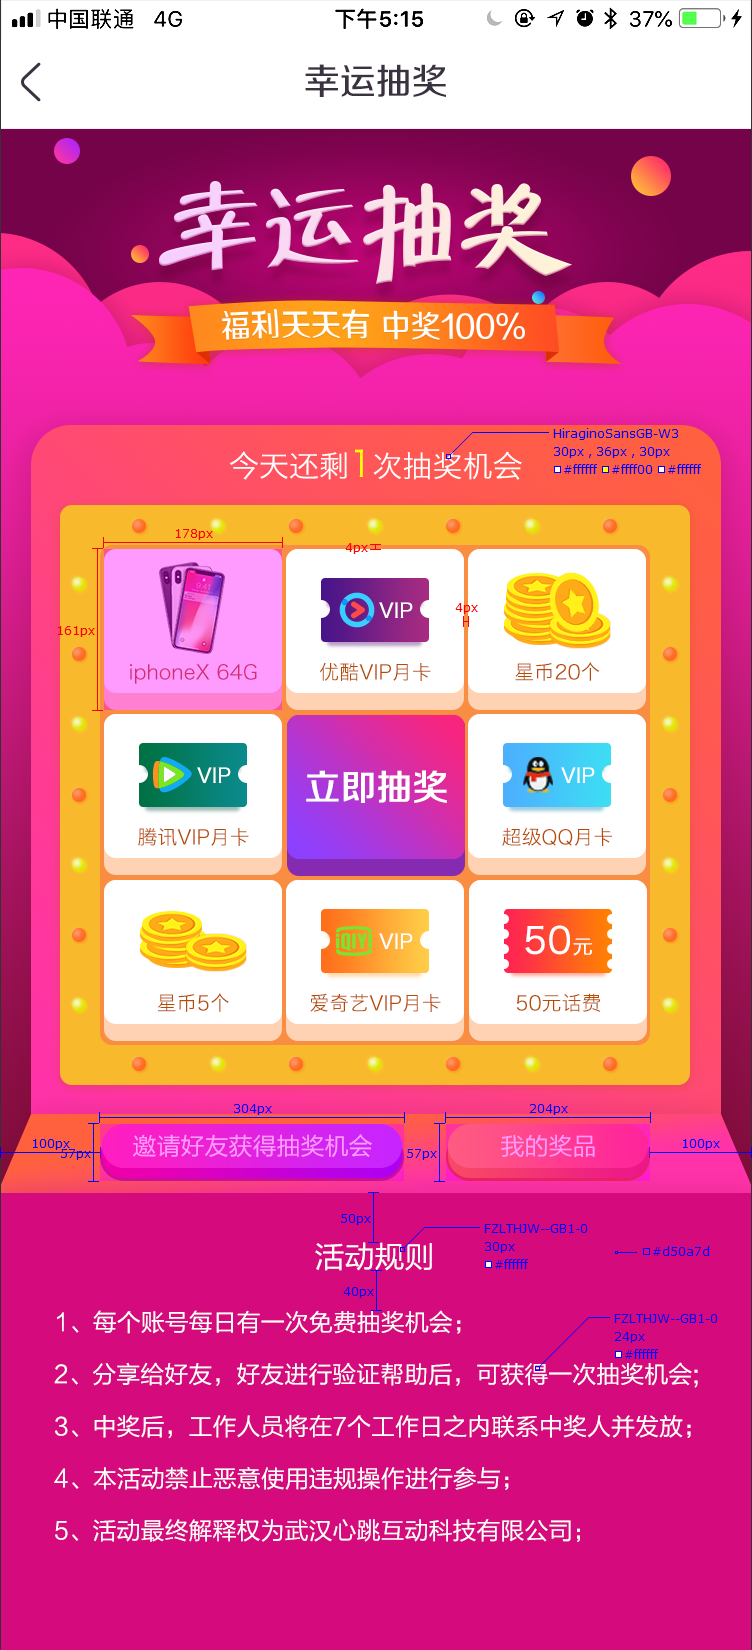 中国联通 4G 下午5:15 37%
幸运抽奖
幸运抽奖
福利天天有 中奖100%
HiraginoSansGB-W3
30px , 36px , 30px
#ffffff #ffff00 #ffffff
今天还剩1次抽奖机会
178px
4px
161px
4px
VIP
iphoneX 64G 优酷VIP月卡 星币20个
VIP 立即抽奖 VIP
腾讯VIP月卡 超级QQ月卡
iQIYI VIP 50元
星币5个 爱奇艺VIP月卡 50元话费
304px 204px
100px 57px 邀请好友获得抽奖机会 57px 我的奖品 100px
50px
FZLTHJW--GB1-0
30px
#ffffff
#d50a7d
活动规则
40px
FZLTHJW--GB1-0
24px
#ffffff
1、每个账号每日有一次免费抽奖机会；
2、分享给好友，好友进行验证帮助后，可获得一次抽奖机会；
3、中奖后，工作人员将在7个工作日之内联系中奖人并发放；
4、本活动禁止恶意使用违规操作进行参与；
5、活动最终解释权为武汉心跳互动科技有限公司；